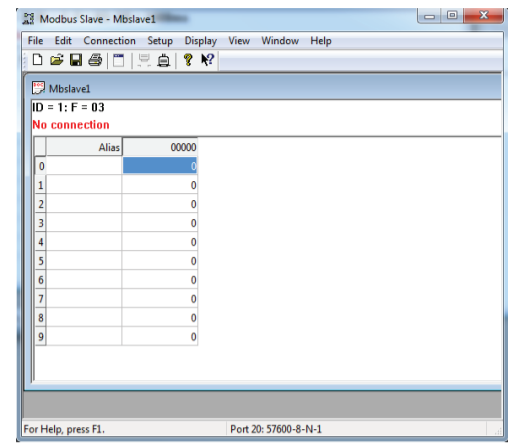 Modbus Slave - Mbslave1
File Edit Connection Setup Display View Window Help
Mbslave1
ID = 1: F = 03
No connection
Alias 00000
0 0
1 0
2 0
3 0
4 0
5 0
6 0
7 0
8 0
9 0
For Help, press F1. Port 20: 57600-8-N-1